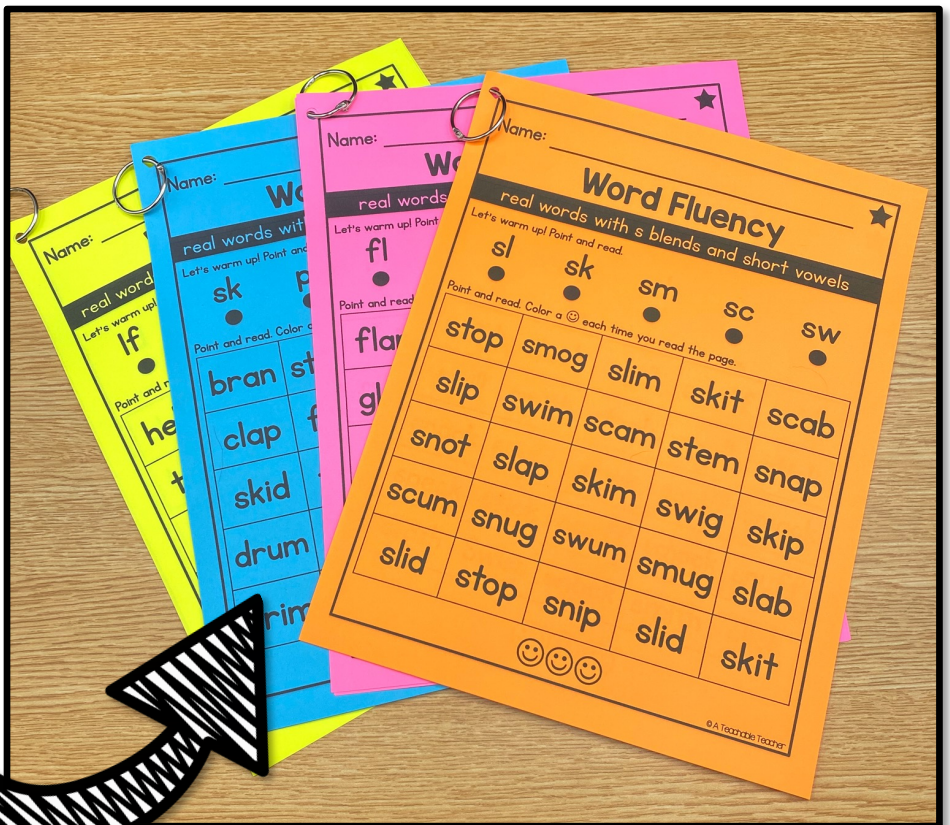 Name:
real word
Let's warm up!
lf
Point and r
he
Name:
real words wit
Let's warm up! Point and
sk
Point and read. Color a
bran st
clap
skid
drum
Name:
real words
Let's warm up! Point
fl
Point and read
gl
Name:
Word Fluency
real words with s blends and short vowels
Let's warm up! Point and read.
sl sk sm sc sw
Point and read. Color a each time you read the page.
stop smog slim skit scab
slip swim scam stem snap
snot slap skim swig skip
scum snug swum smug slab
slid stop snip slid skit
©A Teachable Teacher